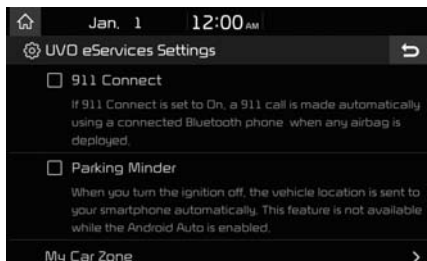 Jan. 1 12:00 AM
UVO eServices Settings
911 Connect
If 911 Connect is set to On, a 911 call is made automatically
using a connected Bluetooth phone when any airbag is
deployed.
Parking Minder
When you turn the ignition off, the vehicle location is sent to
your smartphone automatically. This feature is not available
while the Android Auto is enabled.
My Car Zone